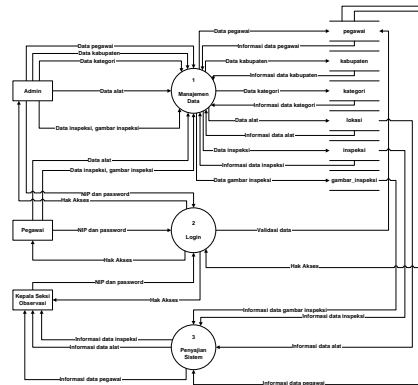 Data pegawai
pegawai
Data pegawai
Informasi data pegawai
Data kabupaten
Data kategori
Data kabupaten
kabupaten
1
Manajemen
Data
Informasi data kabupaten
Admin
Data alat
Data kategori
kategori
Informasi data kategori
Data inspeksi, gambar inspeksi
Data alat
lokasi
Informasi data alat
Data inspeksi
inspeksi
Data alat
Informasi data inspeksi
Data inspeksi, gambar inspeksi
Data gambar inspeksi
gambar_inspeksi
NIP dan password
Hak Akses
2
Login
Pegawai
NIP dan password
Validasi data
Hak Akses
Hak Akses
NIP dan password
Kepala Seksi
Observasi
Hak Akses
Informasi data gambar inspeksi
Informasi data inspeksi
Informasi data inspeksi
3
Penyajian
Sistem
Informasi data alat
Informasi data alat
Informasi data pegawai
Informasi data pegawai